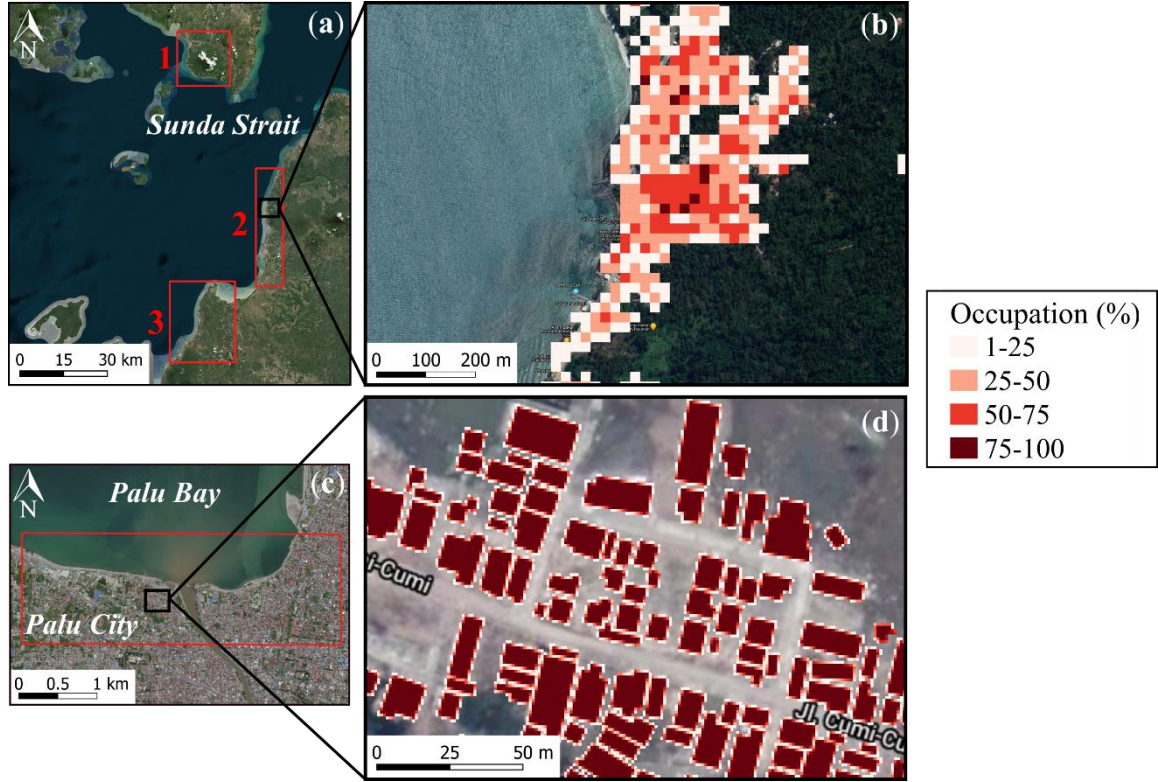 (a)
N
1
Sunda Strait
2
3
0 15 30 km
(b)
0 100 200 m
Occupation (%)
1-25
25-50
50-75
75-100
(c)
N
Palu Bay
Palu City
0 0.5 1 km
(d)
i-Cumi
Jl. Cumi-Cu
0 25 50 m